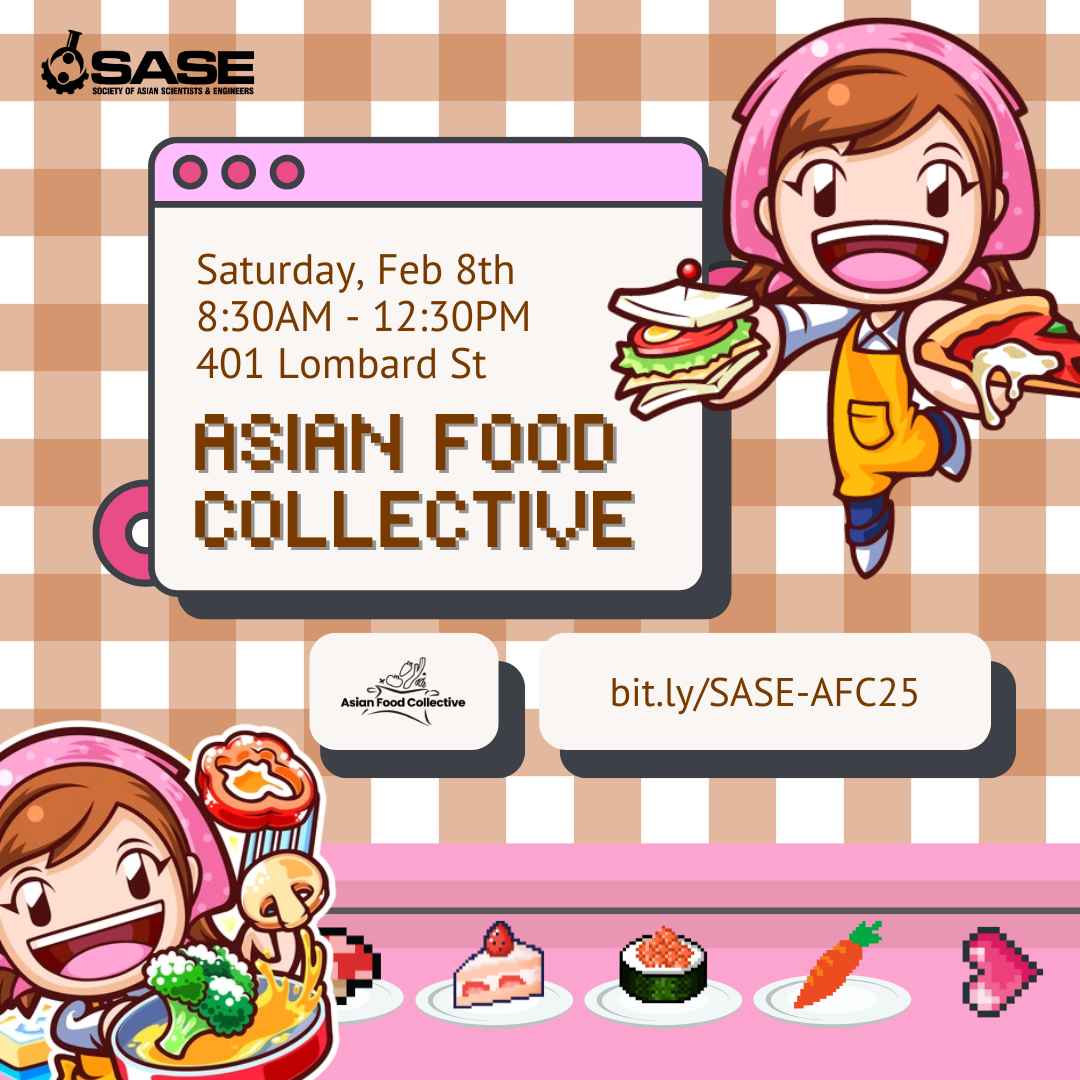 SASE
SOCIETY OF ASIAN SCIENTISTS & ENGINEERS
Saturday, Feb 8th
8:30AM - 12:30PM
401 Lombard St
ASIAN FOOD
COLLECTIVE
Asian Food Collective
bit.ly/SASE-AFC25